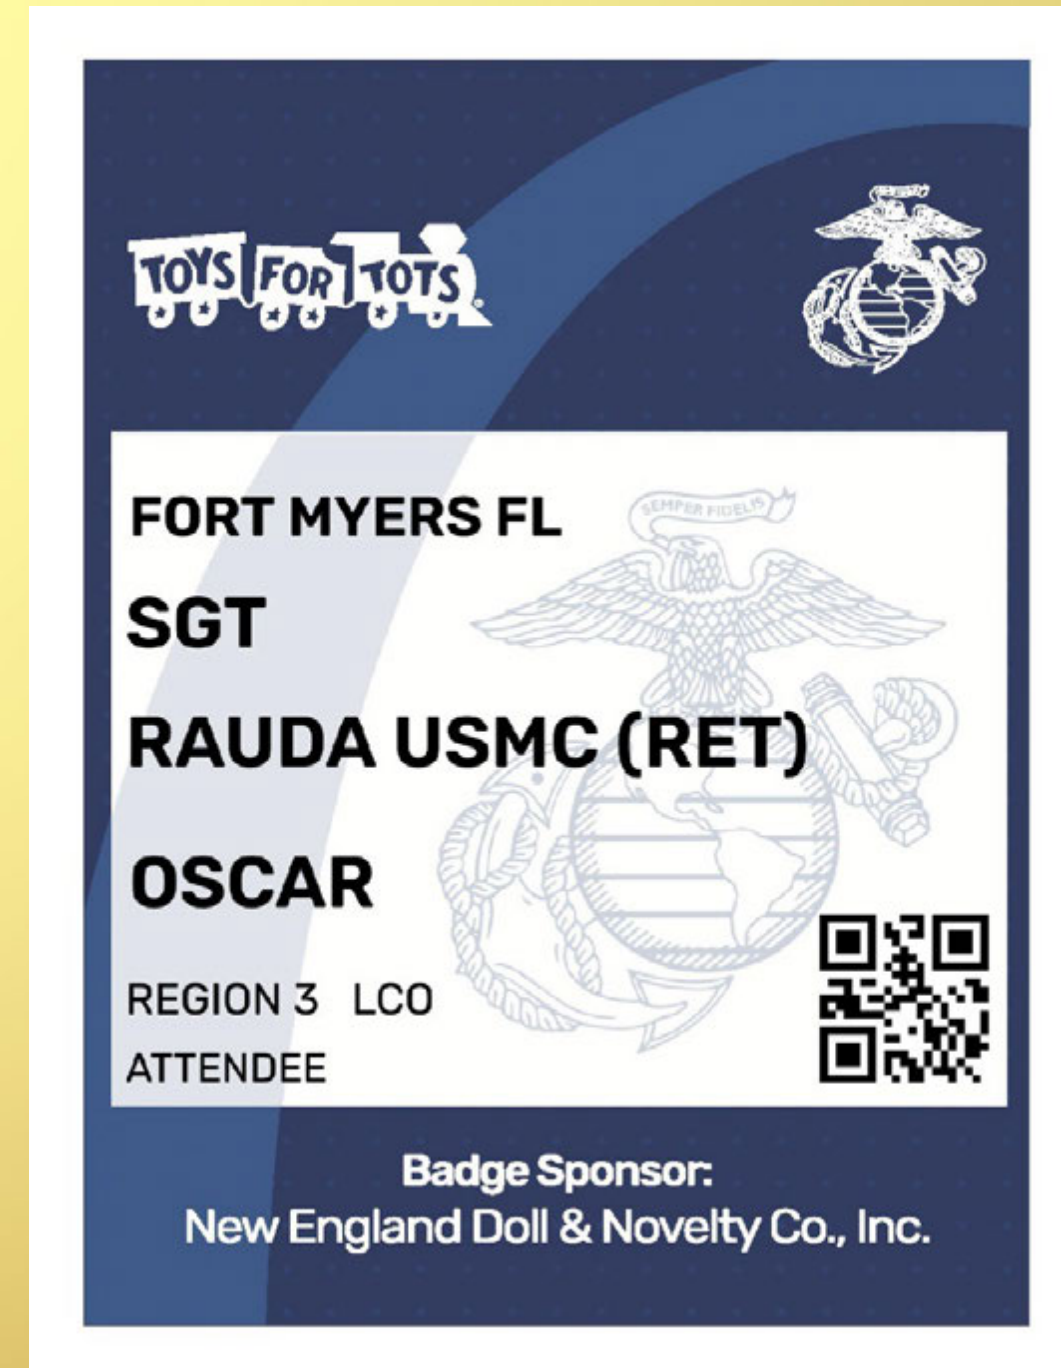 TOYS FOR TOTS
FORT MYERS FL
SEMPER FIDELIS
SGT
RAUDA USMC (RET)
OSCAR
REGION 3 LCO
ATTENDEE
Badge Sponsor:
New England Doll & Novelty Co., Inc.